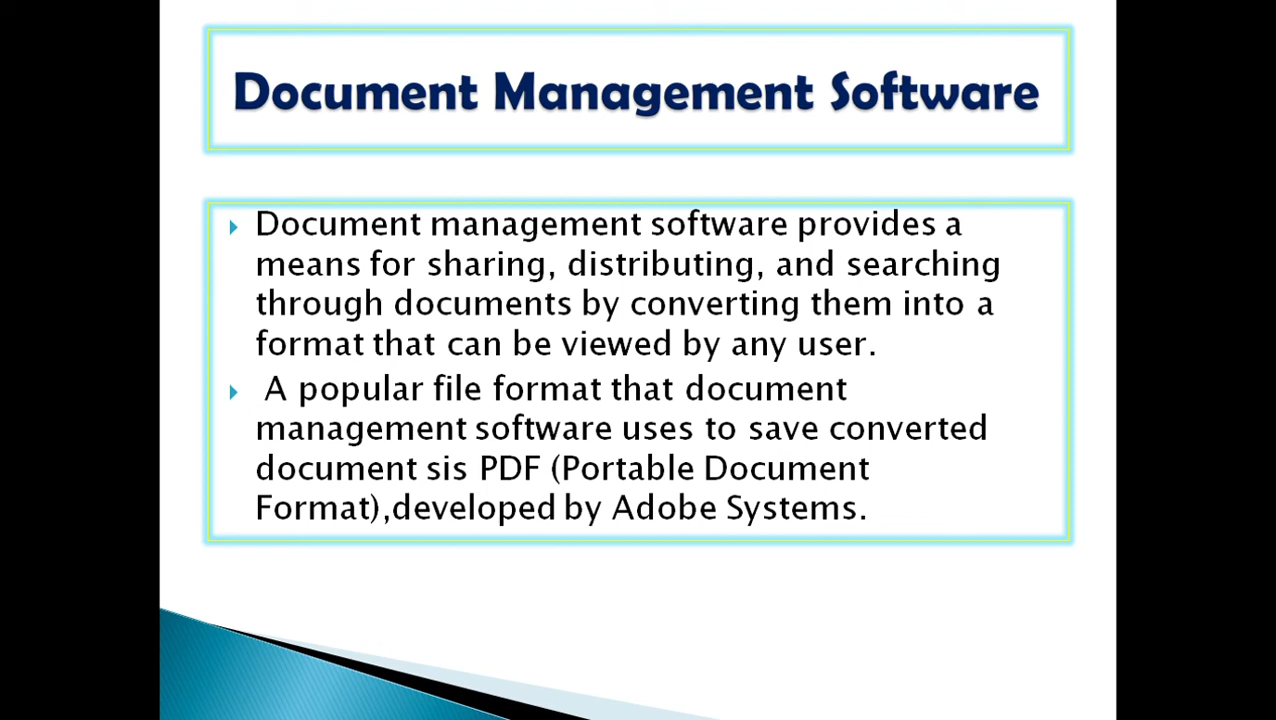 Document Management Software
Document management software provides a
means for sharing, distributing, and searching
through documents by converting them into a
format that can be viewed by any user.
A popular file format that document
management software uses to save converted
document sis PDF (Portable Document
Format),developed by Adobe Systems.